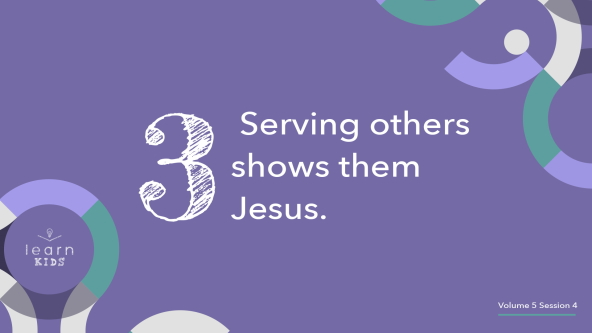 3
Serving others
shows them
Jesus.
learn
KIDS
Volume 5 Session 4